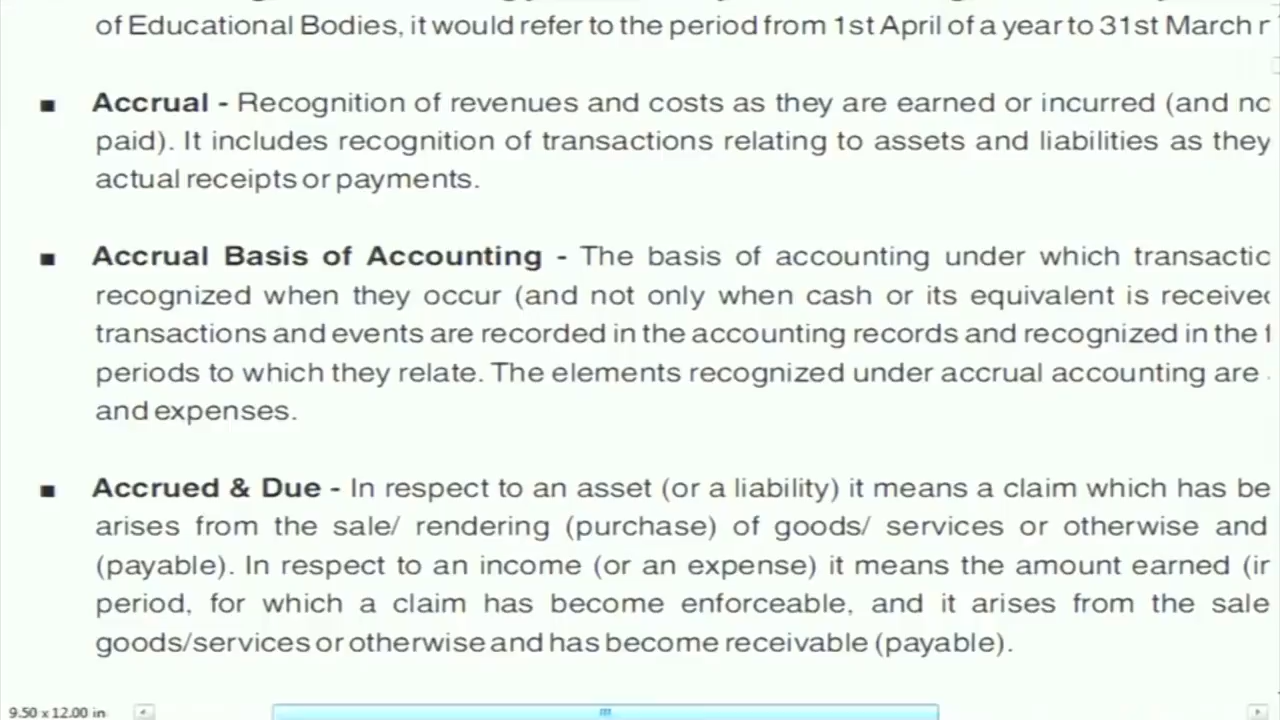 of Educational Bodies, it would refer to the period from 1st April of a year to 31st March
■ Accrual - Recognition of revenues and costs as they are earned or incurred (and
paid). It includes recognition of transactions relating to assets and liabilities as they
actual receipts or payments.
■ Accrual Basis of Accounting - The basis of accounting under which
recognized when they occur (and not only when cash or its equivalent is
transactions and events are recorded in the accounting records and recognized in the
periods to which they relate. The elements recognized under accrual accounting are
and expenses.
■ Accrued & Due - In respect to an asset (or a liability) it means a claim which has
arises from the sale/ rendering (purchase) of goods/ services or otherwise and
(payable). In respect to an income (or an expense) it means the amount earned
period, for which a claim has become enforceable, and it arises from the sale
goods/services or otherwise and has become receivable (payable).
9.50 x 12.00 in